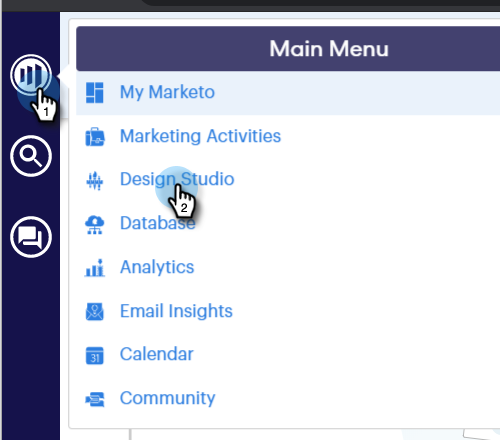 Main Menu
My Marketo
1
Marketing Activities
Design Studio
2
Database
Analytics
Email Insights
31
Calendar
Community